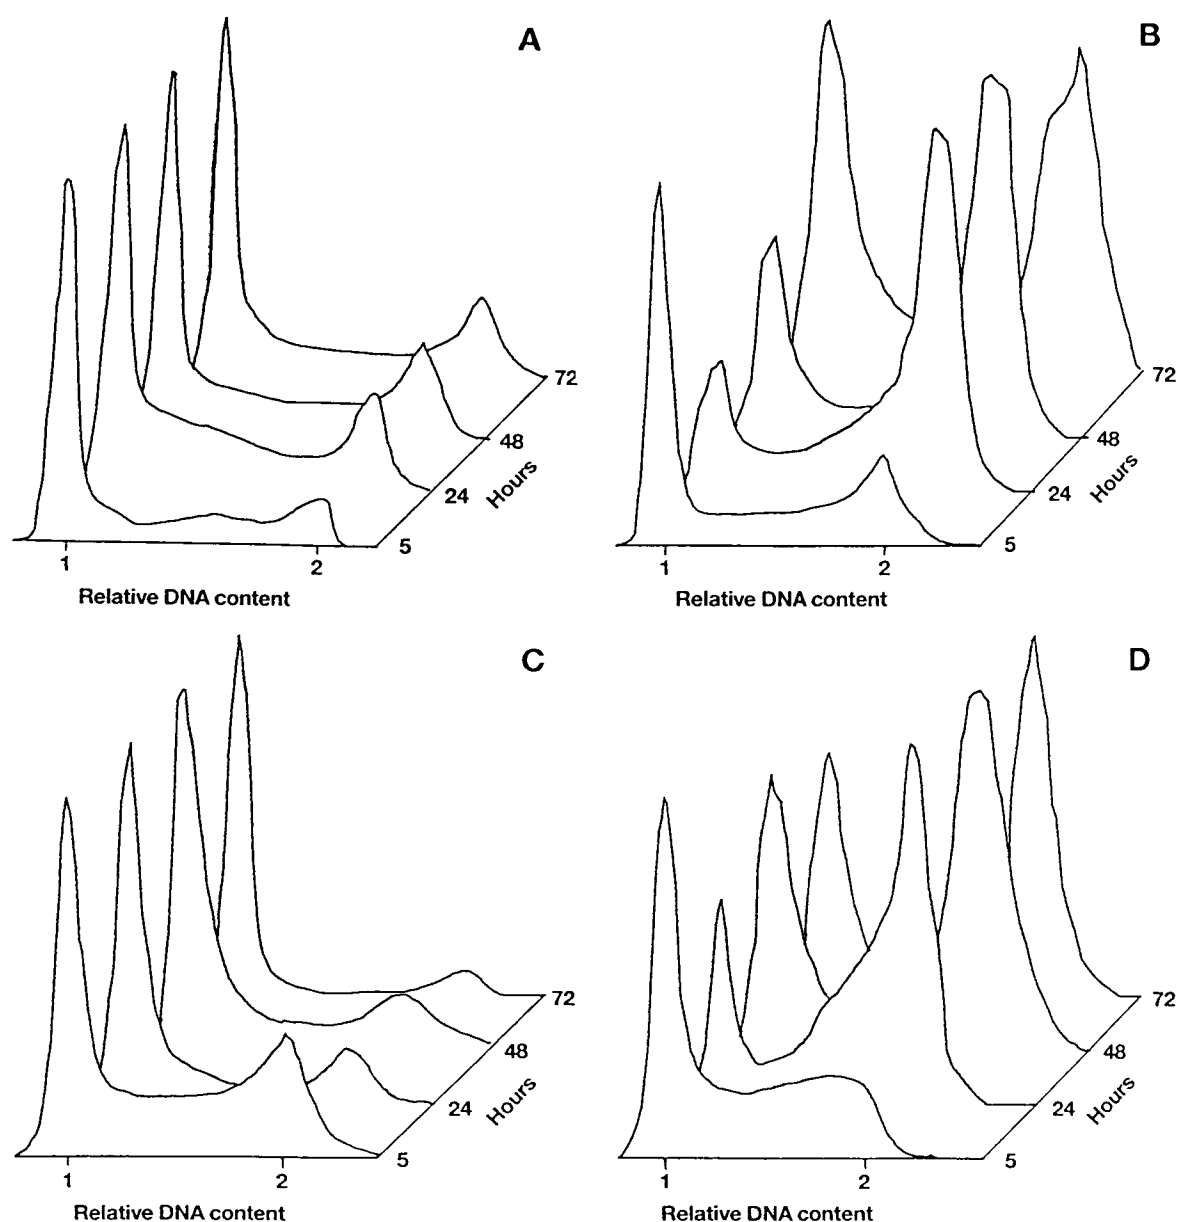 A
72
48
24
5
Hours
1
2
Relative DNA content
B
72
48
24
5
Hours
1
2
Relative DNA content
C
72
48
24
5
Hours
1
2
Relative DNA content
D
72
48
24
5
Hours
1
2
Relative DNA content